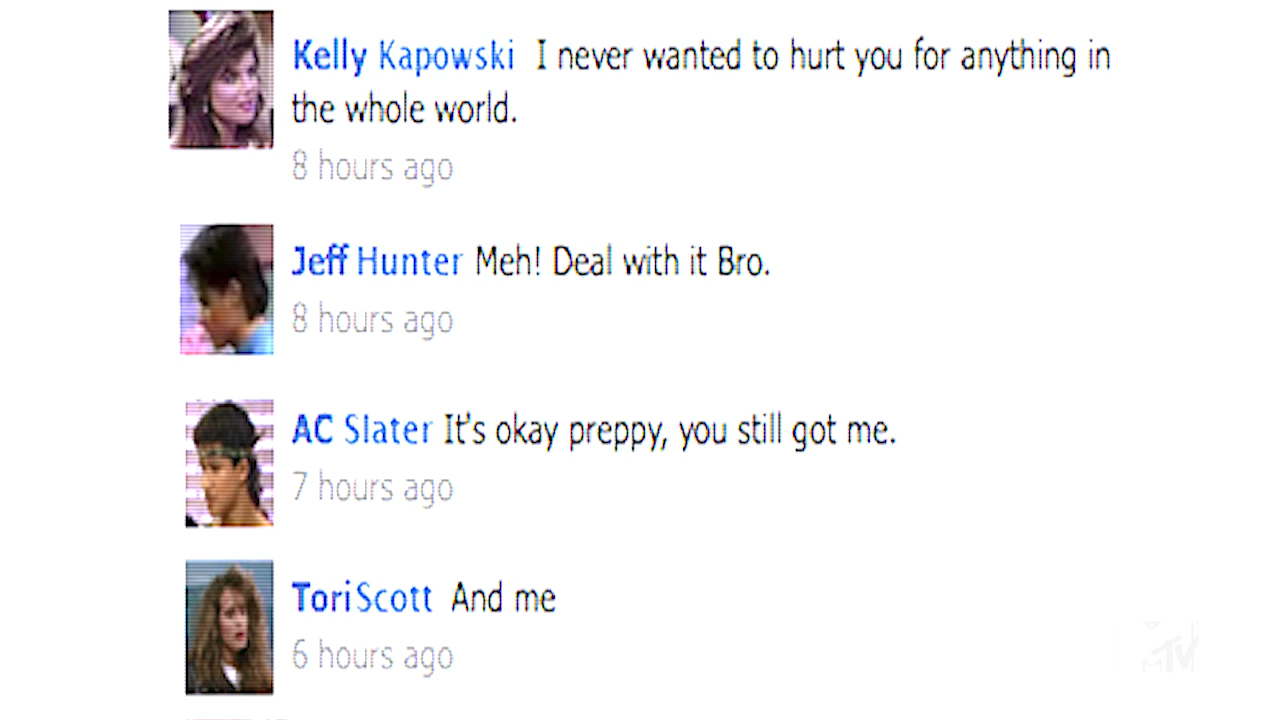 Kelly Kapowski I never wanted to hurt you for anything in
the whole world.
8 hours ago
Jeff Hunter Meh! Deal with it Bro.
8 hours ago
AC Slater It's okay preppy, you still got me.
7 hours ago
Tori Scott And me
6 hours ago
MTV